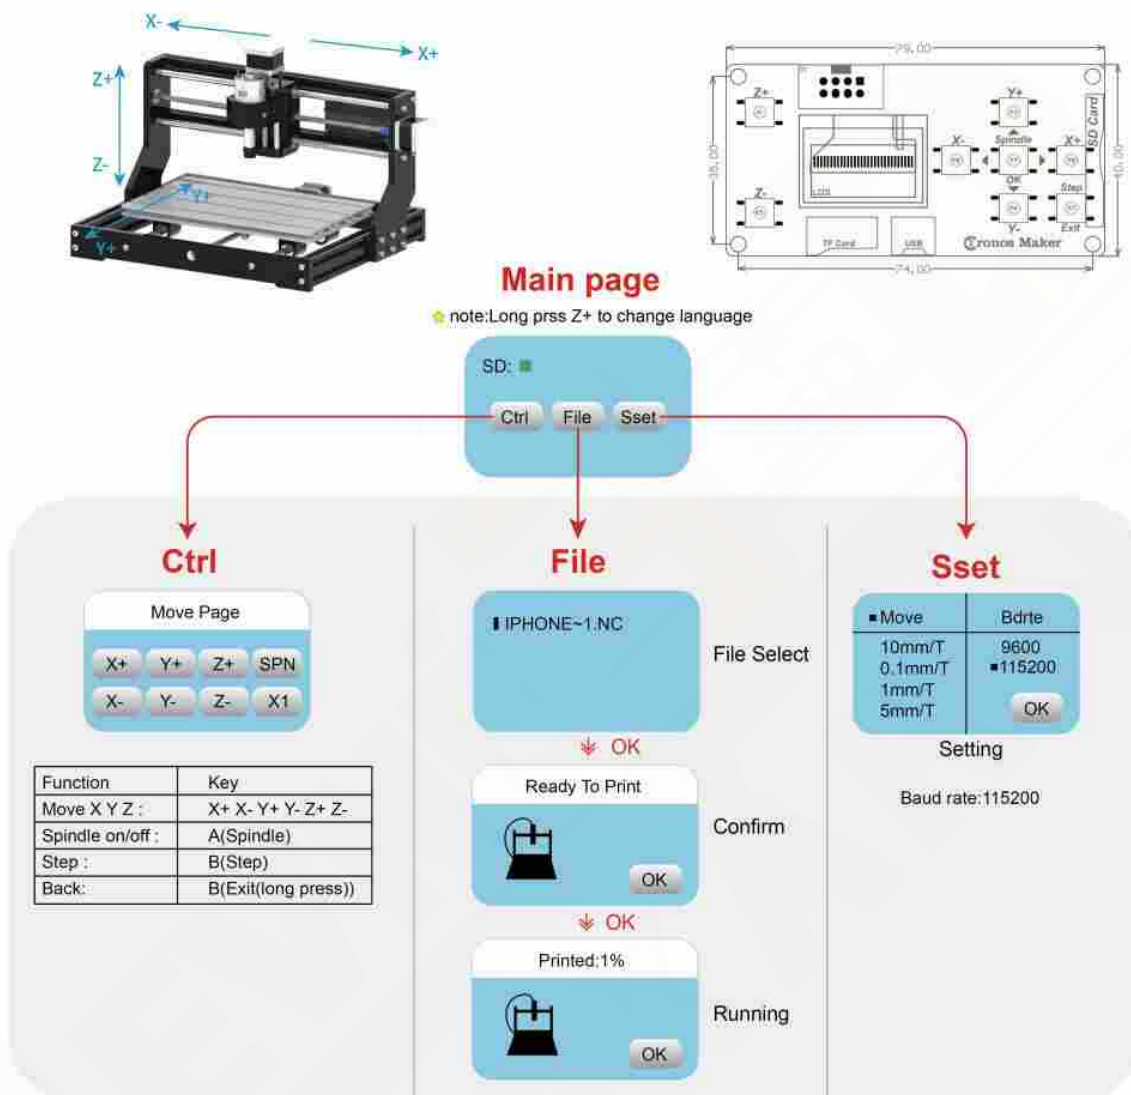 X-
X+
Z+
Z-
Y+
Y+
79.00
35.00
40.00
74.00
Z+
Z-
Y+
X-
Spindle
X+
OK
Step
Y-
Exit
SD Card
TF Card
USB
Cronos Maker
Main page
note:Long prss Z+ to change language
SD:
Ctrl File Sset
Ctrl
Move Page
X+ Y+ Z+ SPN
X- Y- Z- X1
Function Key
Move X Y Z : X+ X- Y+ Y- Z+ Z-
Spindle on/off : A(Spindle)
Step : B(Step)
Back: B(Exit(long press))
File
IPHONE~1.NC
File Select
OK
Ready To Print
Confirm
OK
OK
Printed:1%
Running
OK
Sset
Move Bdrte
10mm/T 9600
0.1mm/T 115200
1mm/T
5mm/T OK
Setting
Baud rate:115200